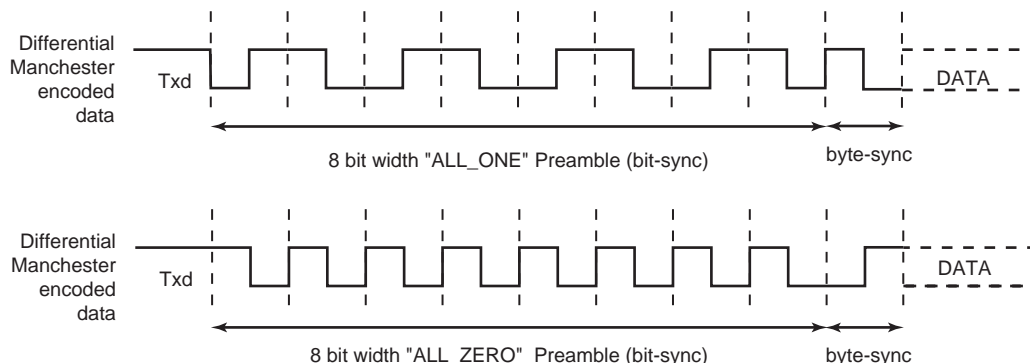 Differential
Manchester
encoded
data
Txd
DATA
8 bit width "ALL_ONE" Preamble (bit-sync)
byte-sync
Differential
Manchester
encoded
data
Txd
DATA
8 bit width "ALL_ZERO" Preamble (bit-sync)
byte-sync